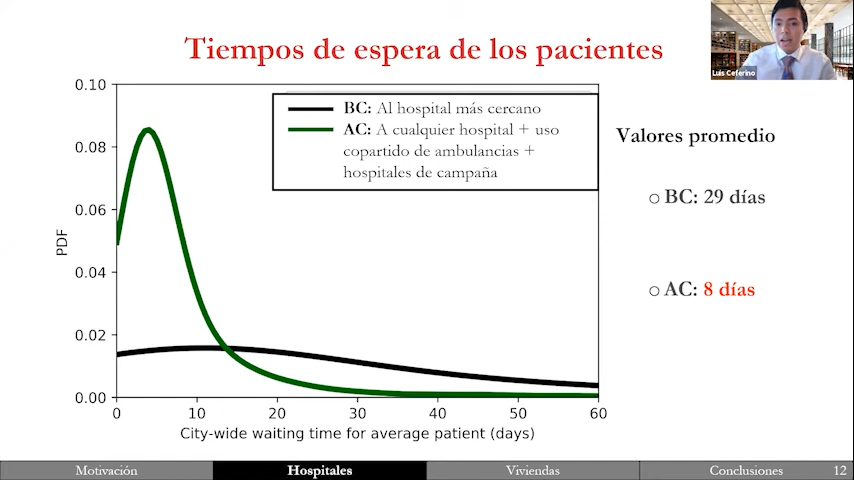 Tiempos de espera de los pacientes
Luis Ceferino
0.10
0.08
0.06
0.04
0.02
0.00
PDF
0
10
20
30
40
50
60
City-wide waiting time for average patient (days)
BC: Al hospital más cercano
AC: A cualquier hospital + uso
copartido de ambulancias +
hospitales de campaña
Valores promedio
BC: 29 días
AC: 8 días
Motivación
Hospitales
Viviendas
Conclusiones
12